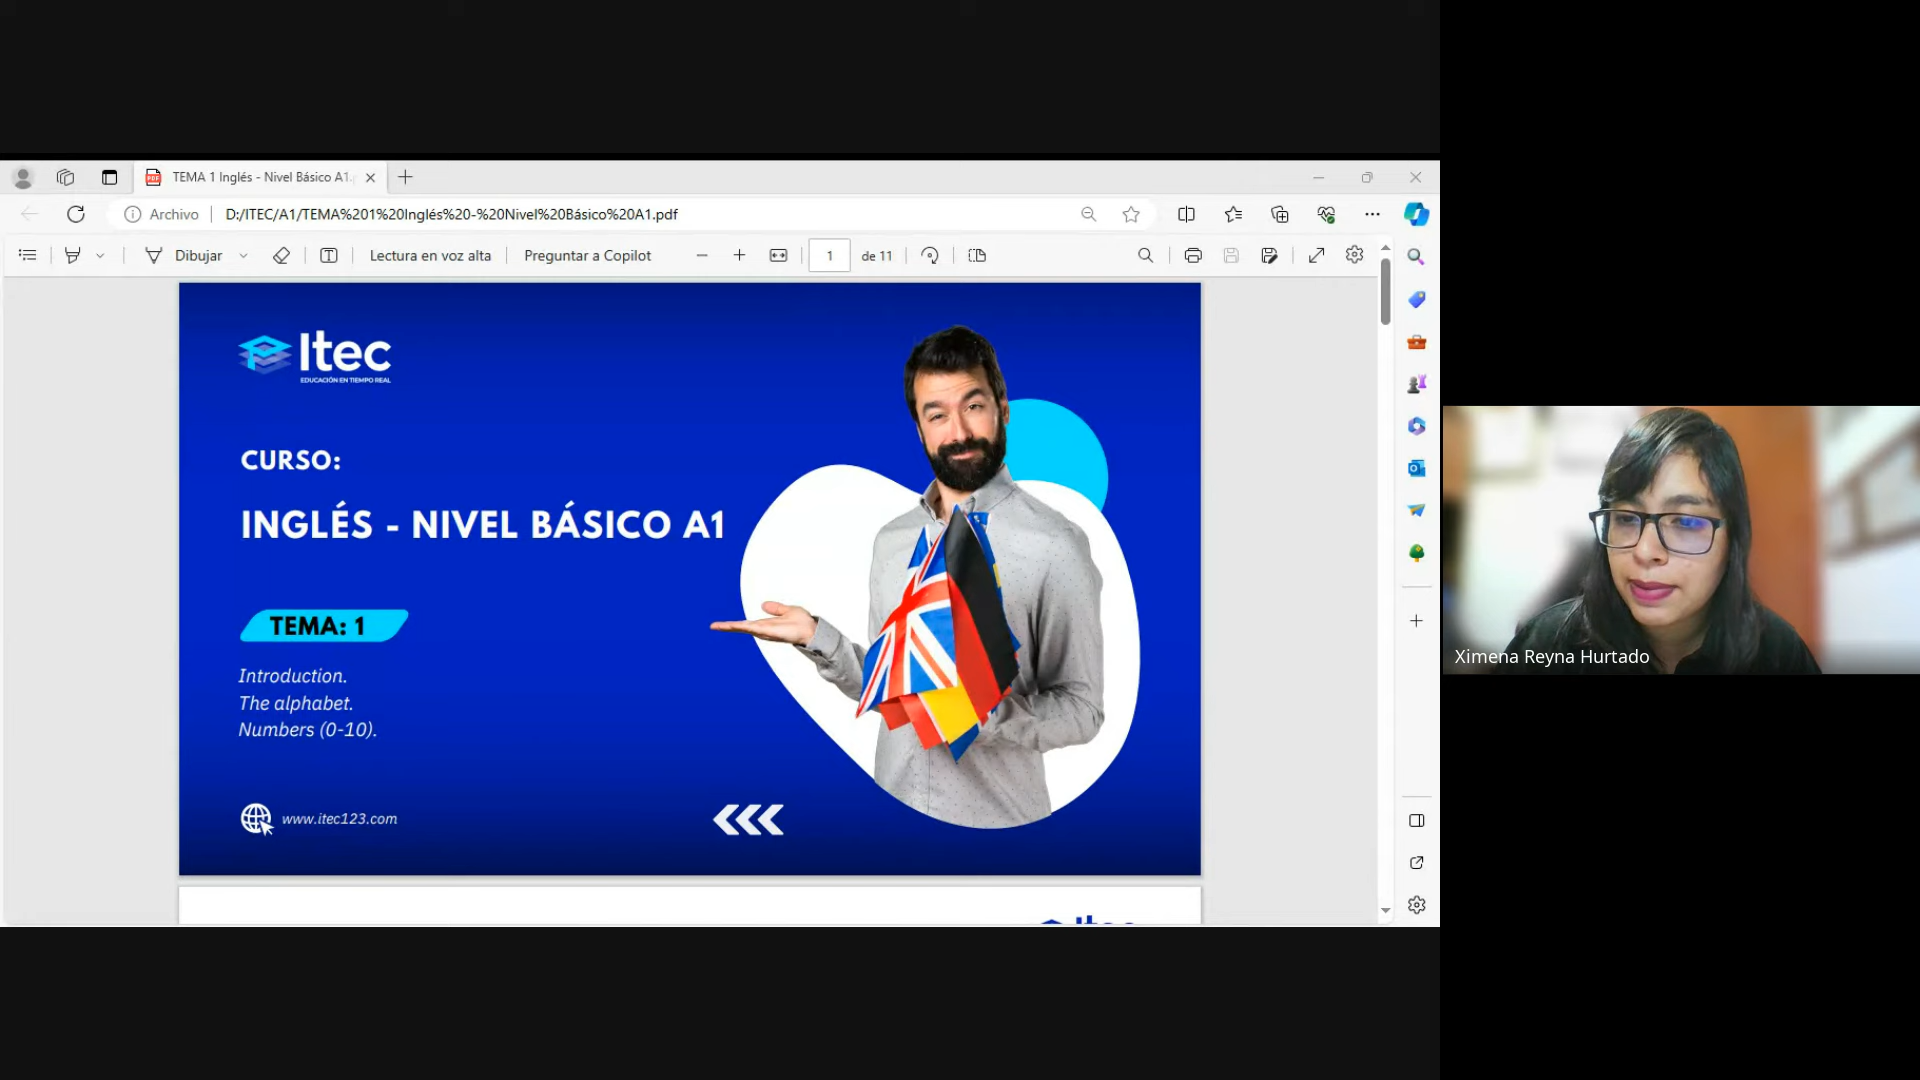 TEMA 1 Inglés - Nivel Básico A1.
Archivo
D:/ITEC/A1/TEMA%201%20Inglés%20-%20Nivel%20Básico%20A1.pdf
Dibujar
Lectura en voz alta
Preguntar a Copilot
1
de 11
Itec
EDUCACIÓN EN TIEMPO REAL
CURSO:
INGLÉS - NIVEL BÁSICO A1
TEMA: 1
Introduction.
The alphabet.
Numbers (0-10).
www.itec123.com
Ximena Reyna Hurtado